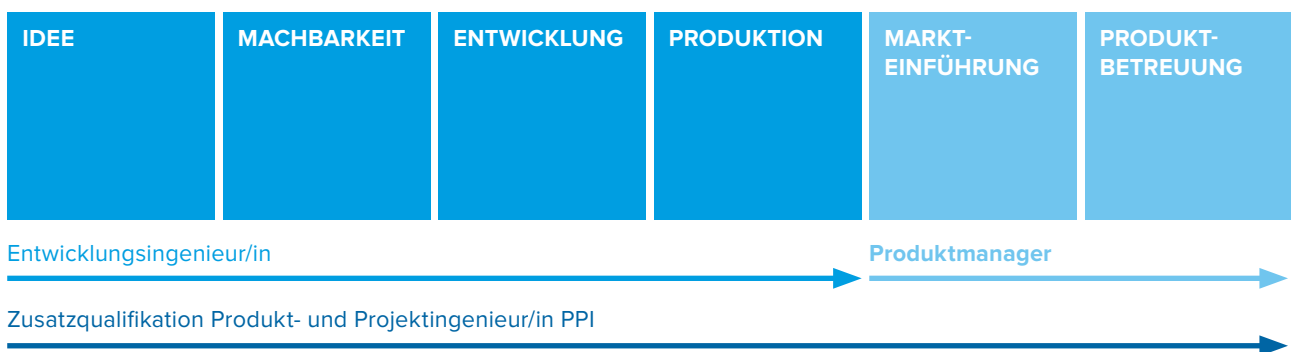 IDEE
MACHBARKEIT
ENTWICKLUNG
PRODUKTION
MARKT-
EINFÜHRUNG
PRODUKT-
BETREUUNG
Entwicklungsingenieur/in
Produktmanager
Zusatzqualifikation Produkt- und Projektingenieur/in PPI